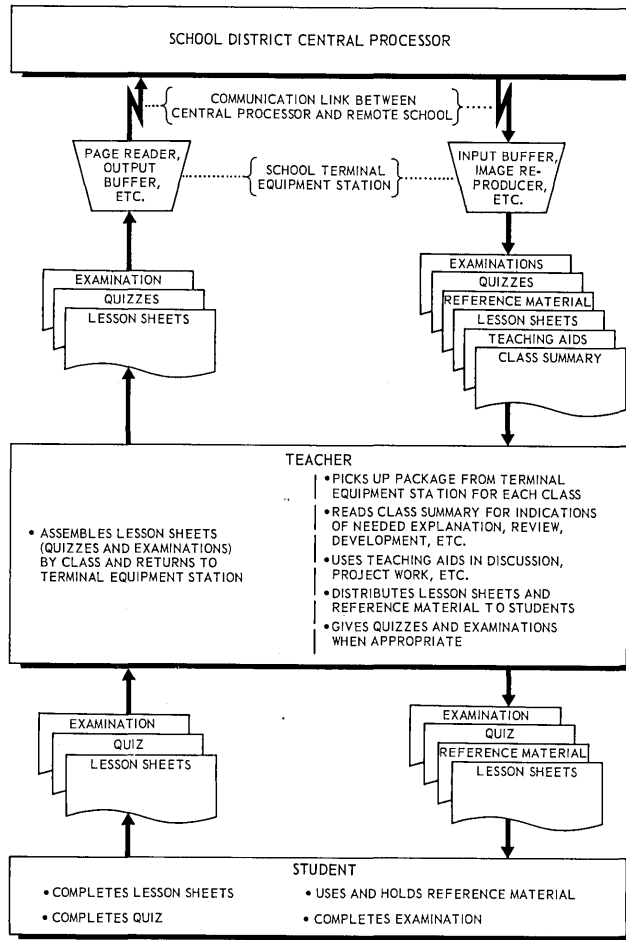 SCHOOL DISTRICT CENTRAL PROCESSOR
COMMUNICATION LINK BETWEEN
CENTRAL PROCESSOR AND REMOTE SCHOOL
PAGE READER,
OUTPUT
BUFFER,
ETC.
SCHOOL TERMINAL
EQUIPMENT STATION
INPUT BUFFER,
IMAGE RE-
PRODUCER,
ETC.
EXAMINATION
QUIZZES
LESSON SHEETS
EXAMINATIONS
QUIZZES
REFERENCE MATERIAL
LESSON SHEETS
TEACHING AIDS
CLASS SUMMARY
TEACHER
• ASSEMBLES LESSON SHEETS
(QUIZZES AND EXAMINATIONS)
BY CLASS AND RETURNS TO
TERMINAL EQUIPMENT STATION
• PICKS UP PACKAGE FROM TERMINAL
EQUIPMENT STATION FOR EACH CLASS
• READS CLASS SUMMARY FOR INDICATIONS
OF NEEDED EXPLANATION, REVIEW,
DEVELOPMENT, ETC.
• USES TEACHING AIDS IN DISCUSSION,
PROJECT WORK, ETC.
• DISTRIBUTES LESSON SHEETS AND
REFERENCE MATERIAL TO STUDENTS
• GIVES QUIZZES AND EXAMINATIONS
WHEN APPROPRIATE
EXAMINATION
QUIZ
LESSON SHEETS
EXAMINATION
QUIZ
REFERENCE MATERIAL
LESSON SHEETS
STUDENT
• COMPLETES LESSON SHEETS
• COMPLETES QUIZ
• USES AND HOLDS REFERENCE MATERIAL
• COMPLETES EXAMINATION